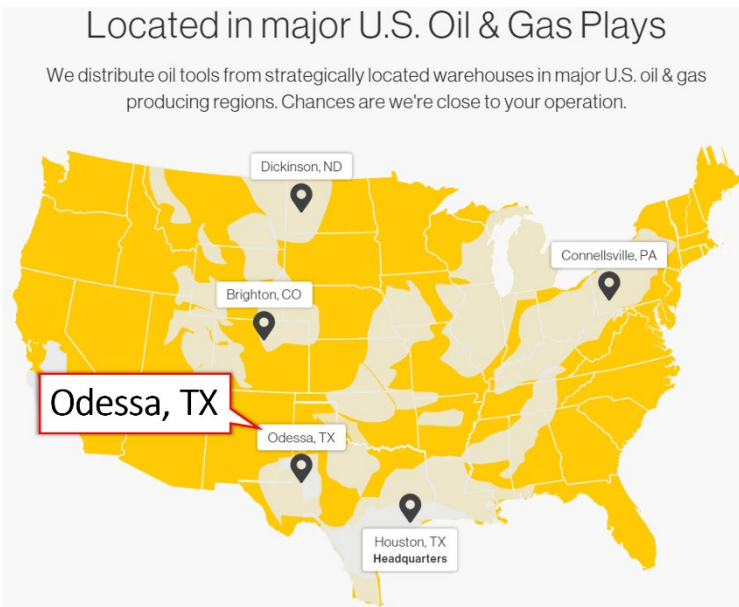 Located in major U.S. Oil & Gas Plays
We distribute oil tools from strategically located warehouses in major U.S. oil & gas
producing regions. Chances are we're close to your operation.
Dickinson, ND
Connellsville, PA
Brighton, CO
Odessa, TX
Odessa, TX
Houston, TX
Headquarters